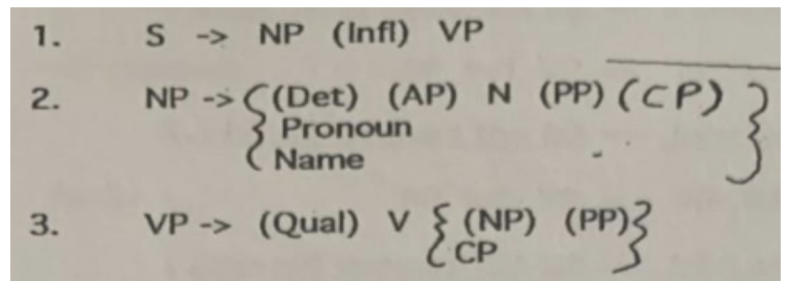 1. S -> NP (Infl) VP
2. NP -> { (Det) (AP) N (PP) (CP) }
Pronoun
Name
3. VP -> (Qual) V { (NP) (PP) }
CP